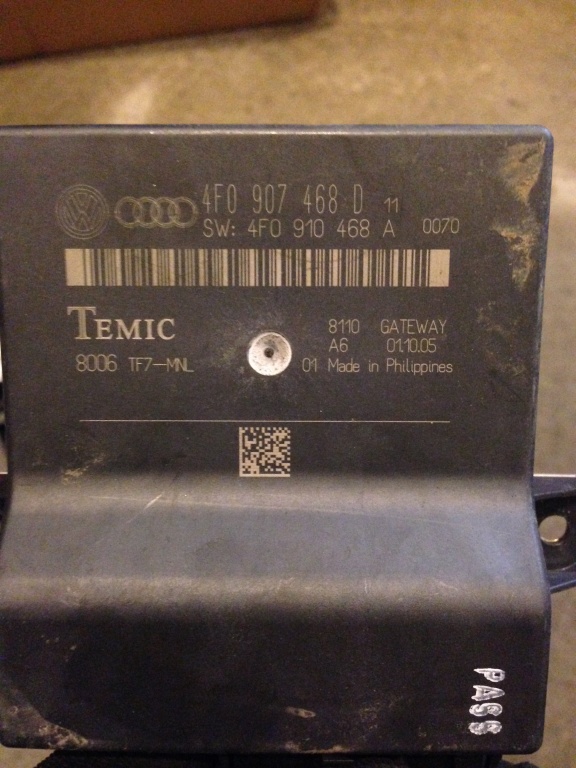 4F0 907 468 D 11
SW: 4F0 910 468 A 0070
TEMIC
8006 TF7-MNL
8110 GATEWAY
A6 01.10.05
01 Made in Philippines
PASS